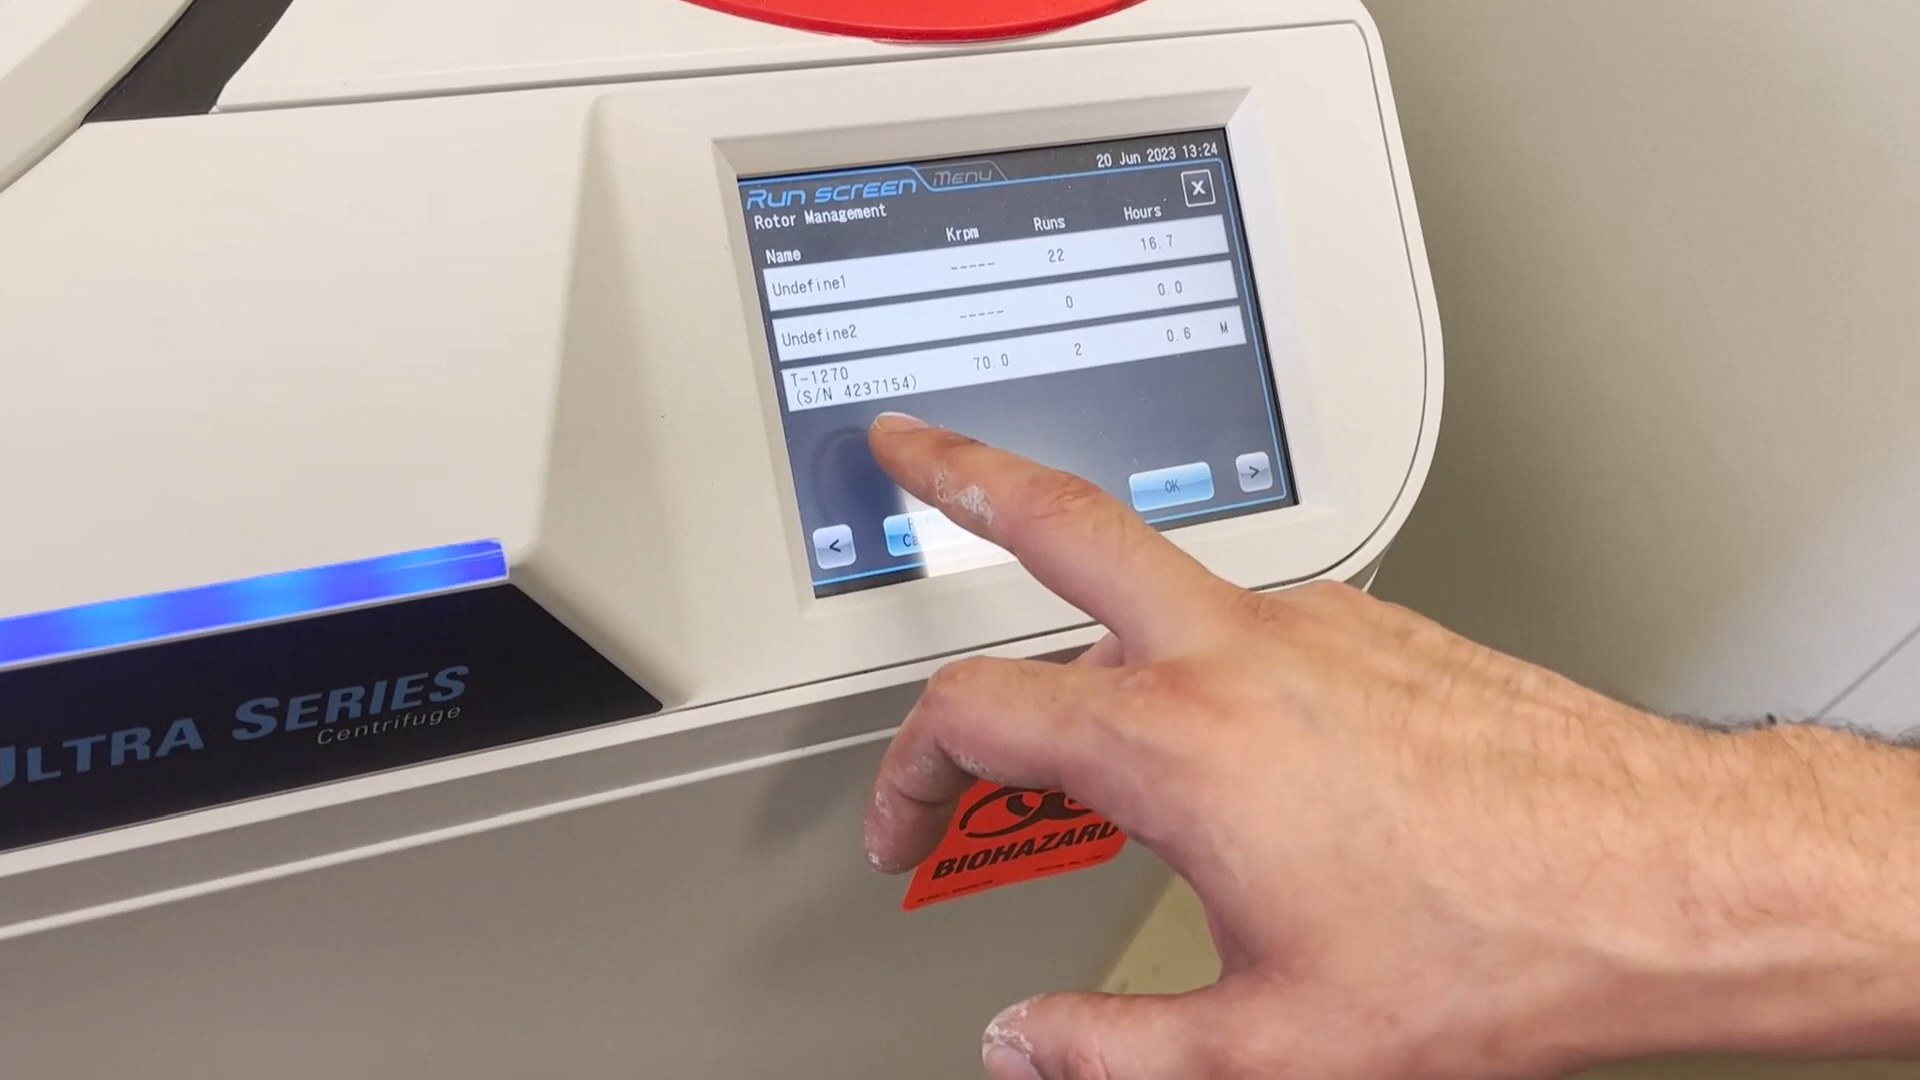 20 Jun 2023 13:24
Run screen Menu
X
Rotor Management
Name Krpm Runs Hours
Undefine1 ----- 22 16.7
Undefine2 ----- 0 0.0
T-1270 70.0 2 0.6 M
(S/N 4237154)
OK >
<
ULTRA SERIES
Centrifuge
BIOHAZARD